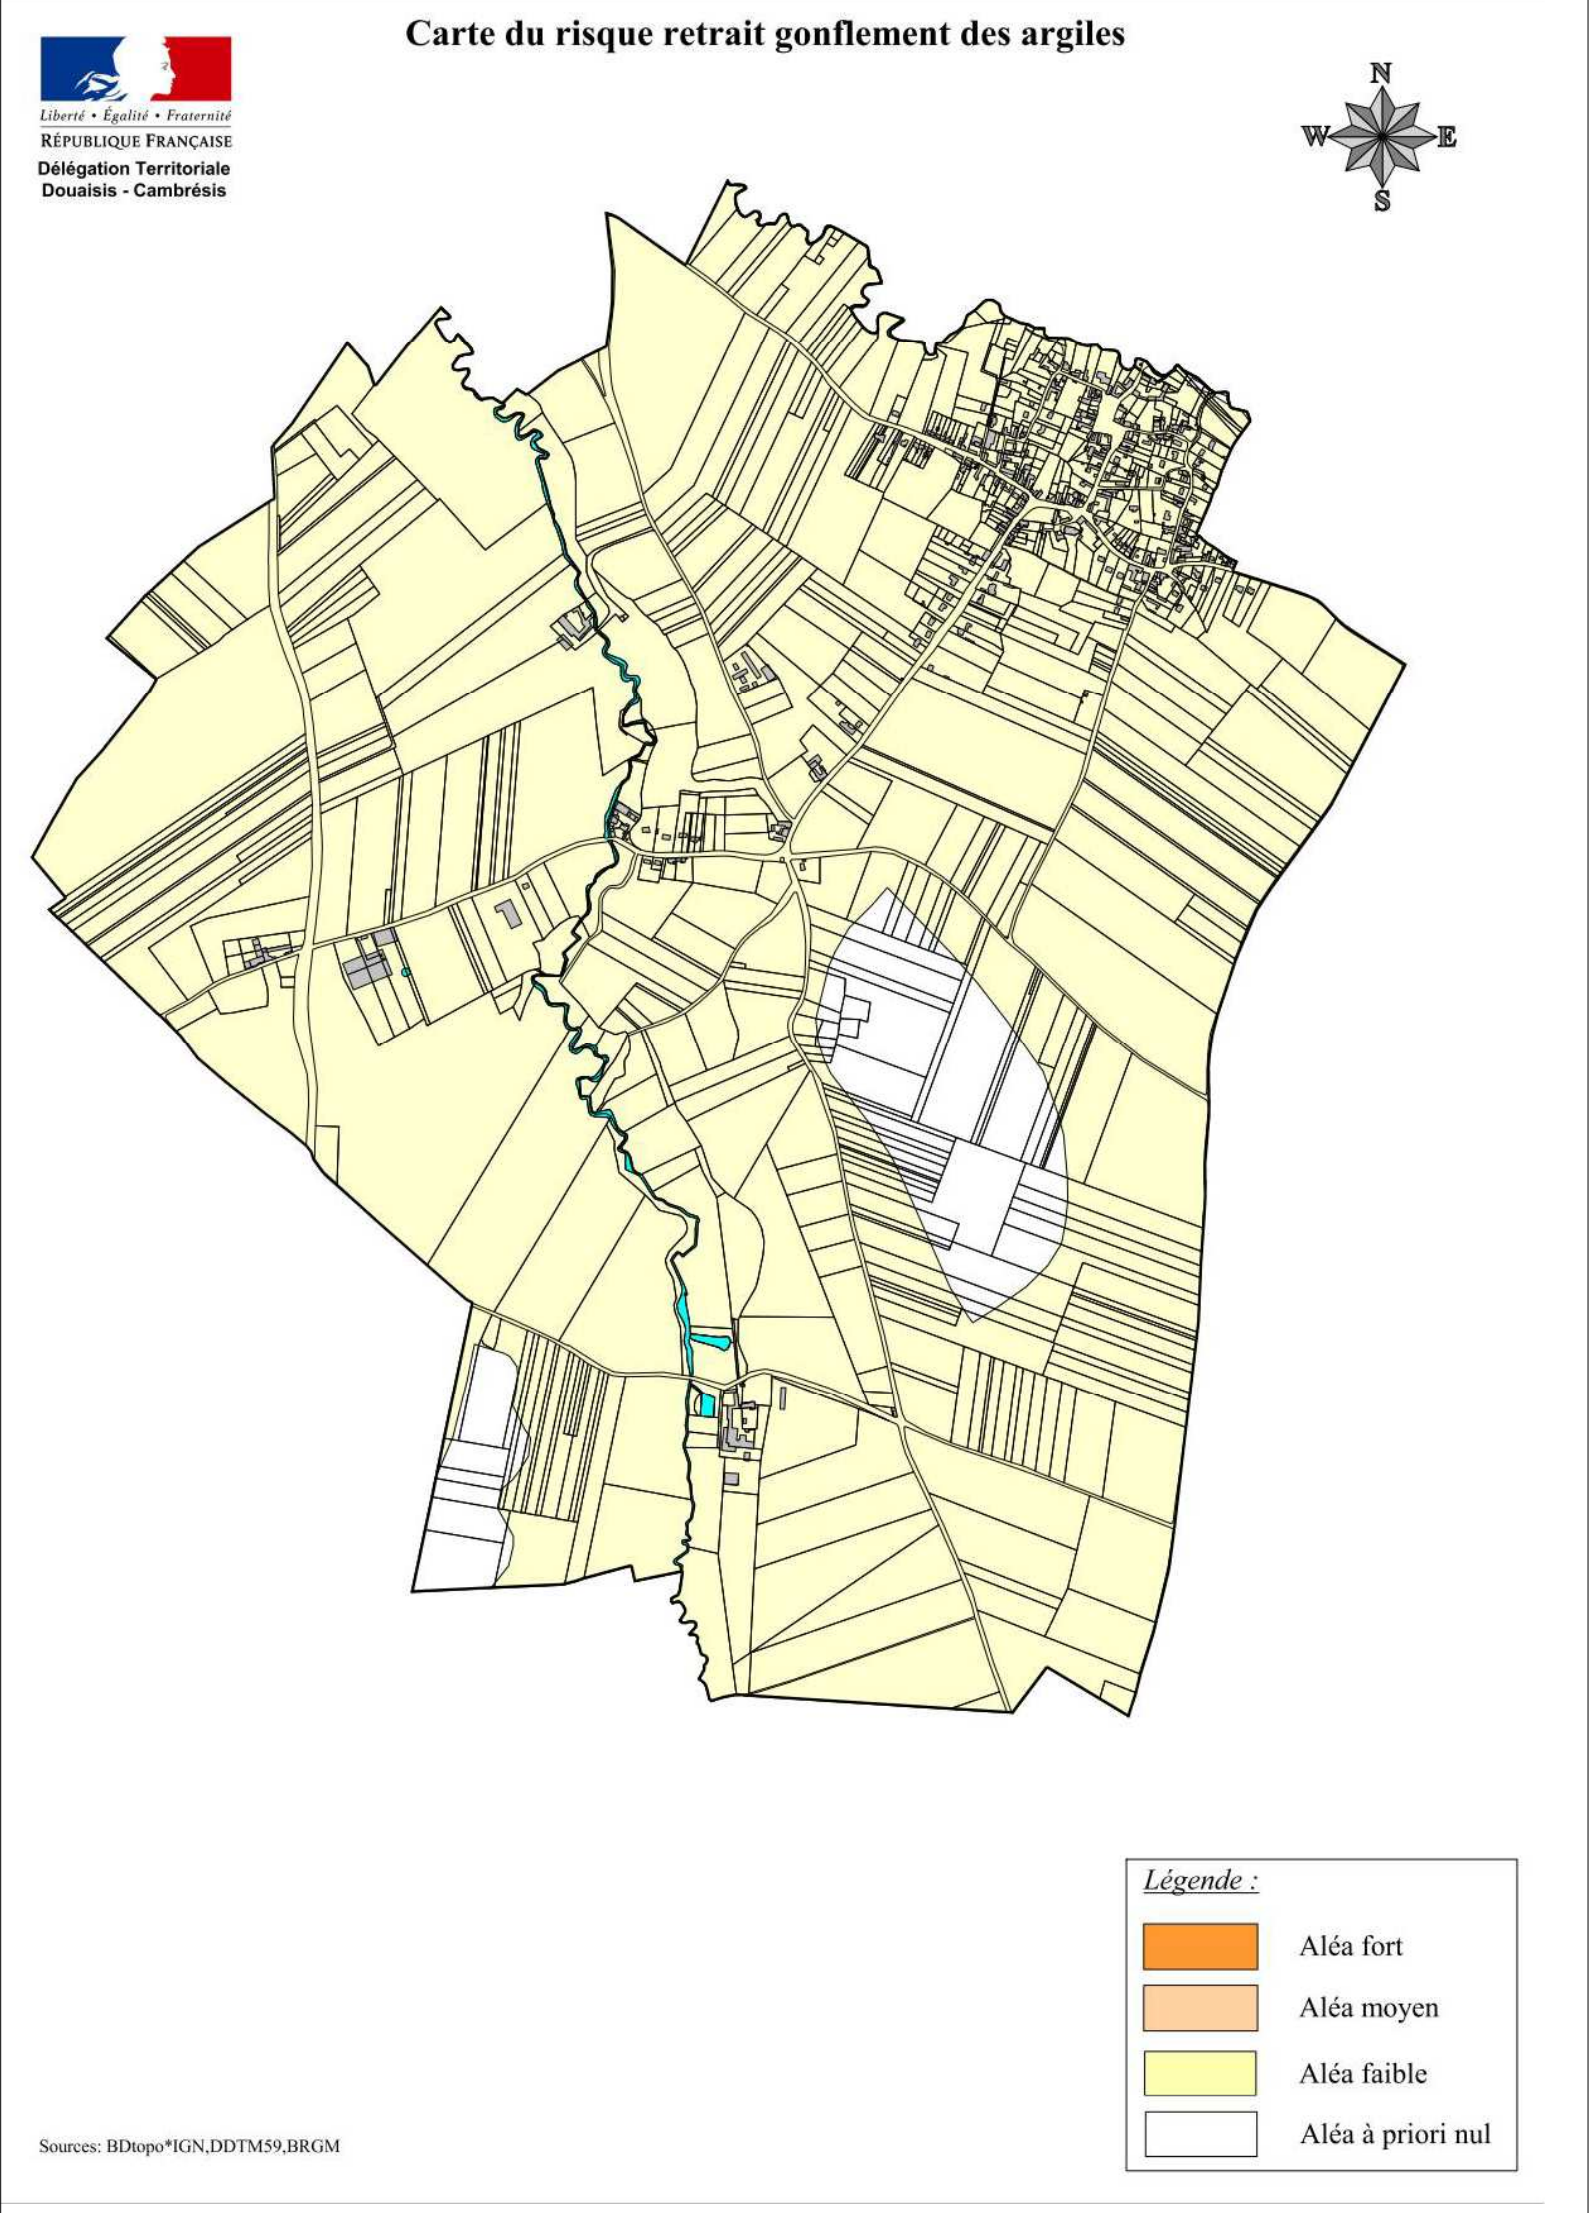 Carte du risque retrait gonflement des argiles
Liberté • Égalité • Fraternité
RÉPUBLIQUE FRANÇAISE
Délégation Territoriale
Douaisis - Cambrésis
N
W E
S
Légende :
Aléa fort
Aléa moyen
Aléa faible
Aléa à priori nul
Sources: BDtopo*IGN,DDTM59,BRGM